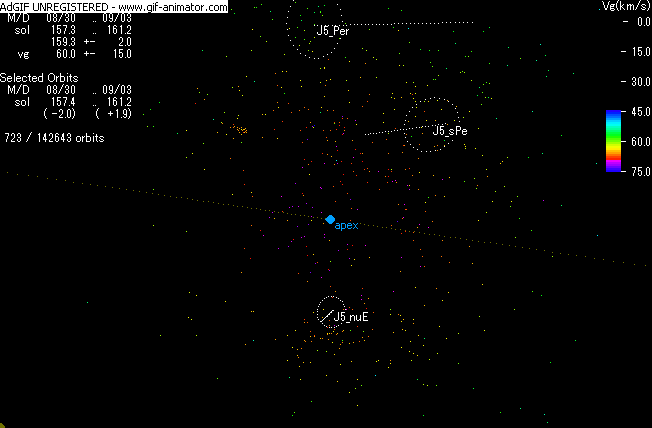 AdGIF UNREGISTERED - www.gif-animator.com
M/D 08/30 .. 09/03
sol 157.3 .. 161.2
159.3 +- 2.0
vg 60.0 +- 15.0
Selected Orbits
M/D 08/30 .. 09/03
sol 157.4 .. 161.2
(-2.0) ( +1.9)
723 / 142643 orbits
Vg(km/s)
0.0
15.0
30.0
45.0
60.0
75.0
J5_Per
J5_sPe
apex
J5_nuE